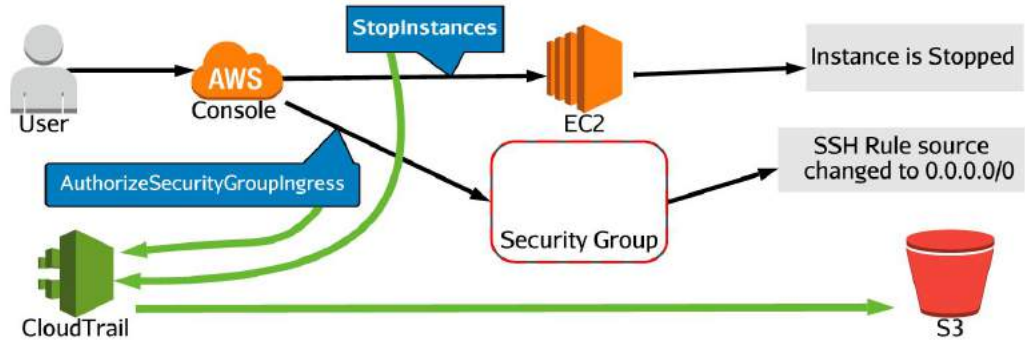 StopInstances
AWS
Console
User
EC2
Instance is Stopped
AuthorizeSecurityGroupIngress
Security Group
SSH Rule source
changed to 0.0.0.0/0
CloudTrail
S3